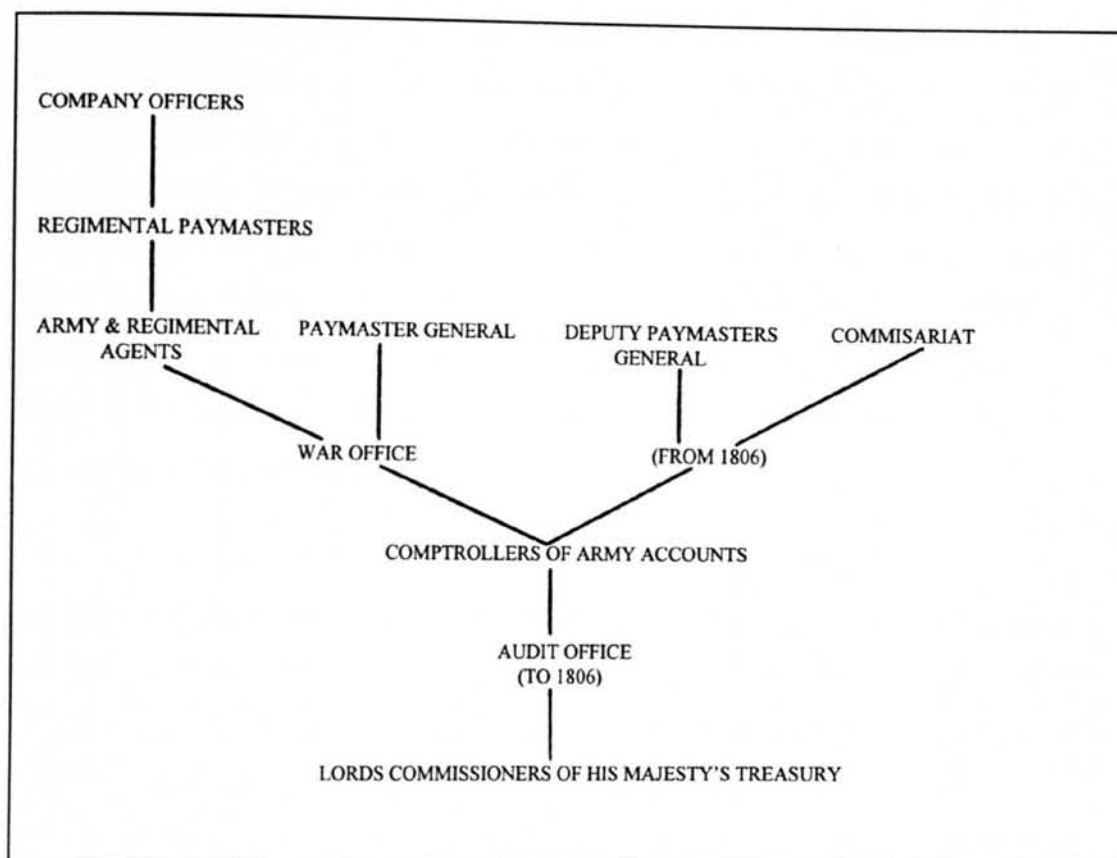 COMPANY OFFICERS
REGIMENTAL PAYMASTERS
ARMY & REGIMENTAL
AGENTS
PAYMASTER GENERAL
DEPUTY PAYMASTERS
GENERAL
COMMISARIAT
WAR OFFICE
(FROM 1806)
COMPTROLLERS OF ARMY ACCOUNTS
AUDIT OFFICE
(TO 1806)
LORDS COMMISSIONERS OF HIS MAJESTY'S TREASURY